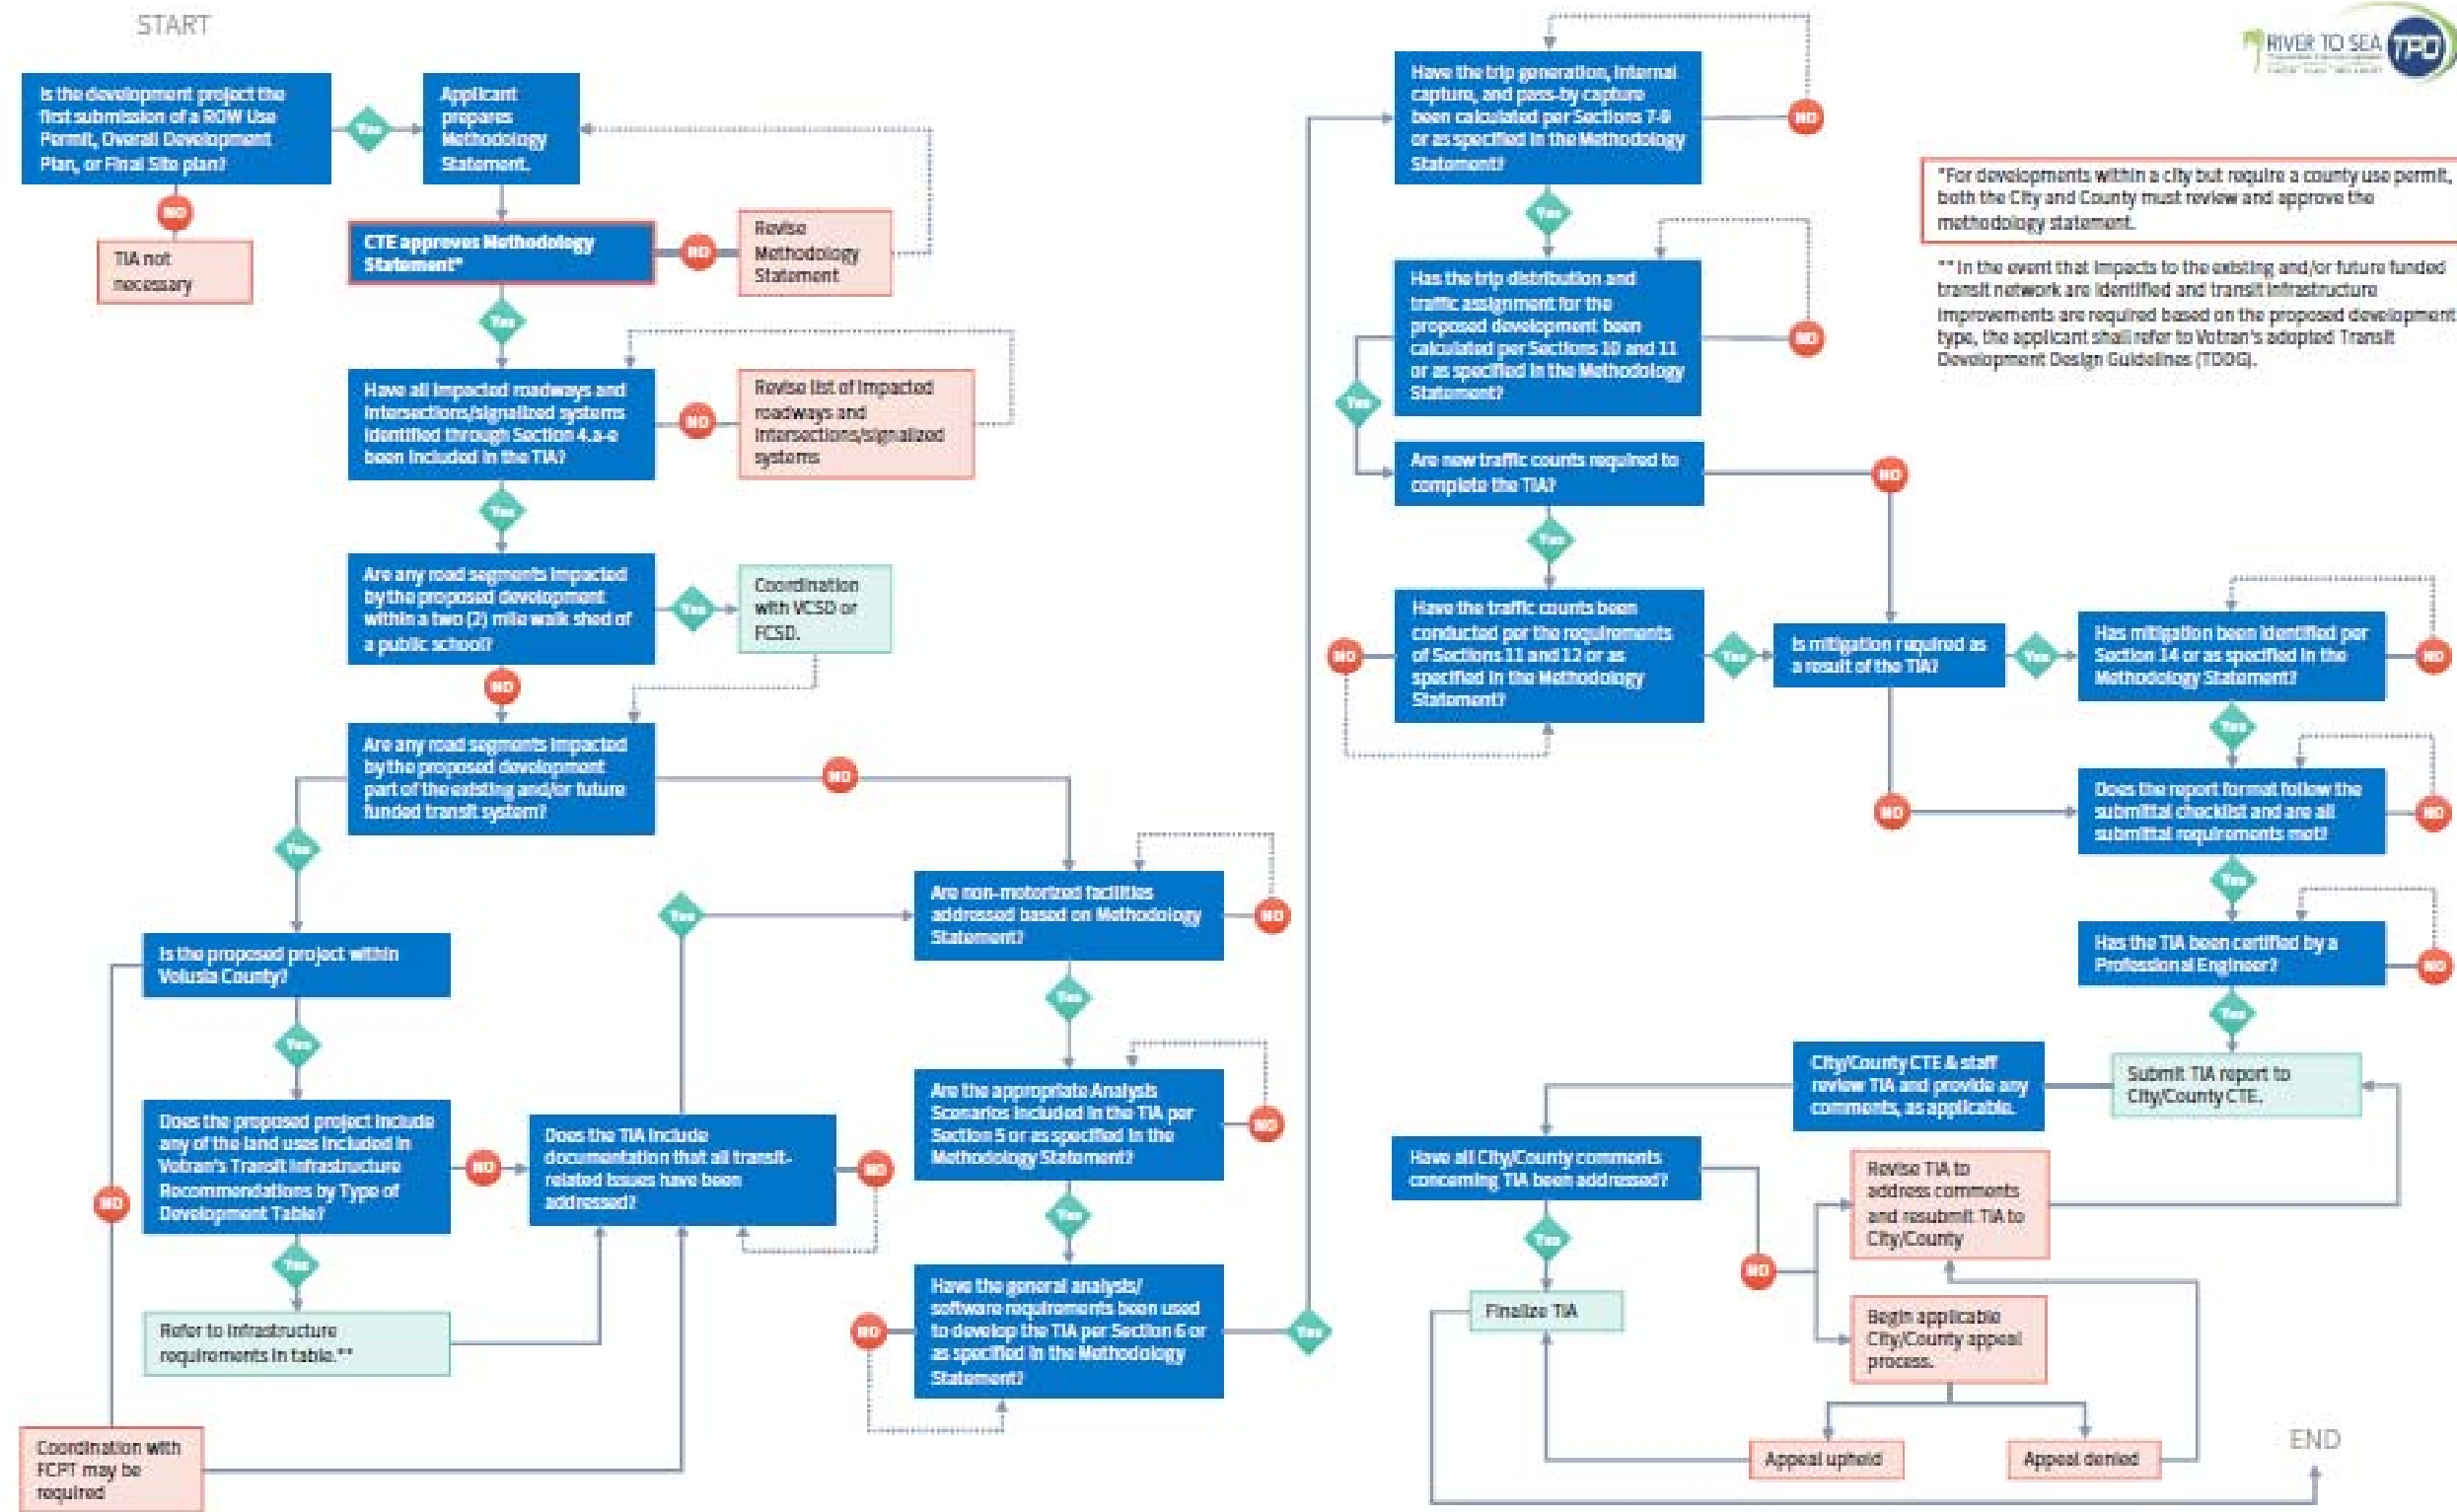 START
Is the development project the
first submission of a ROW Use
Permit, Overall Development
Plan, or Final Site plan?
Yes
Applicant
prepares
Methodology
Statement.
NO
TIA not
necessary
CTE approves Methodology
Statement*
NO
Revise
Methodology
Statement
Yes
Have all impacted roadways and
intersections/signalized systems
identified through Section 4.a-e
been included in the TIA?
NO
Revise list of impacted
roadways and
intersections/signalized
systems
Yes
Are any road segments impacted
by the proposed development
within a two (2) mile walk shed of
a public school?
Yes
Coordination
with VCSD or
FCSD.
NO
Are any road segments impacted
by the proposed development
part of the existing and/or future
funded transit system?
NO
Yes
Is the proposed project within
Volusia County?
Yes
NO
Does the proposed project include
any of the land uses included in
Votran's Transit Infrastructure
Recommendations by Type of
Development Table?
NO
Yes
Refer to infrastructure
requirements in table.**
Coordination with
FCPT may be
required
Does the TIA include
documentation that all transit-
related issues have been
addressed?
NO
Yes
Are non-motorized facilities
addressed based on Methodology
Statement?
NO
Yes
Are the appropriate Analysis
Scenarios included in the TIA per
Section 5 or as specified in the
Methodology Statement?
NO
Yes
Have the general analysis/
software requirements been used
to develop the TIA per Section 6 or
as specified in the Methodology
Statement?
NO
Yes
Have the trip generation, internal
capture, and pass-by capture
been calculated per Sections 7-9
or as specified in the Methodology
Statement?
NO
Yes
Has the trip distribution and
traffic assignment for the
proposed development been
calculated per Sections 10 and 11
or as specified in the Methodology
Statement?
NO
Yes
Are new traffic counts required to
complete the TIA?
NO
Yes
Have the traffic counts been
conducted per the requirements
of Sections 11 and 12 or as
specified in the Methodology
Statement?
NO
Yes
Is mitigation required as
a result of the TIA?
Yes
NO
Has mitigation been identified per
Section 14 or as specified in the
Methodology Statement?
NO
Yes
Does the report format follow the
submittal checklist and are all
submittal requirements met?
NO
Yes
Has the TIA been certified by a
Professional Engineer?
NO
Yes
Submit TIA report to
City/County CTE.
City/County CTE & staff
review TIA and provide any
comments, as applicable.
Have all City/County comments
concerning TIA been addressed?
Yes
NO
Finalize TIA
Revise TIA to
address comments
and resubmit TIA to
City/County
Begin applicable
City/County appeal
process.
Appeal upheld
Appeal denied
END
RIVER TO SEA
TPO
*For developments within a city but require a county use permit,
both the City and County must review and approve the
methodology statement.
**In the event that impacts to the existing and/or future funded
transit network are identified and transit infrastructure
improvements are required based on the proposed development
type, the applicant shall refer to Votran's adopted Transit
Development Design Guidelines (TDDG).